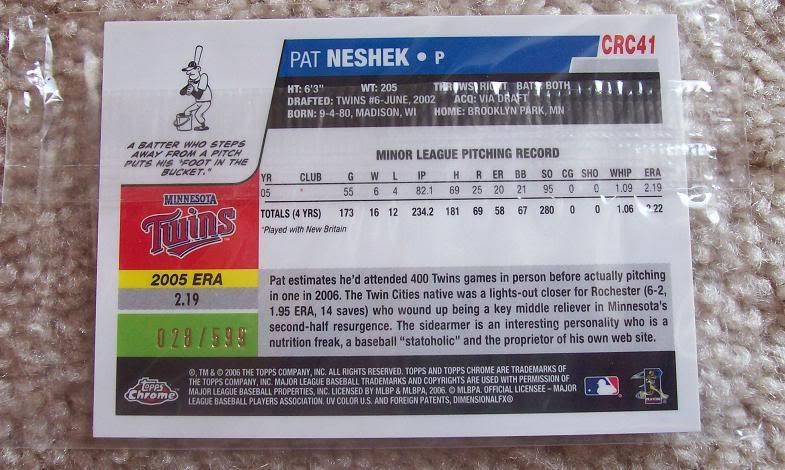 PAT NESHEK • P
CRC41
HT: 6'3" WT: 205 THROWS: RIGHT BATS: BOTH
DRAFTED: TWINS #6-JUNE, 2002 ACQ: VIA DRAFT
BORN: 9-4-80, MADISON, WI HOME: BROOKLYN PARK, MN
A BATTER WHO STEPS
AWAY FROM A PITCH
PUTS HIS "FOOT IN THE
BUCKET."
MINOR LEAGUE PITCHING RECORD
YR CLUB G W L IP H R ER BB SO CG SHO WHIP ERA
05 * 55 6 4 82.1 69 25 20 21 95 0 0 1.09 2.19
TOTALS (4 YRS) 173 16 12 234.2 181 69 58 67 280 0 0 1.06 2.22
*Played with New Britain
MINNESOTA
Twins
2005 ERA
2.19
028/599
Pat estimates he'd attended 400 Twins games in person before actually pitching
in one in 2006. The Twin Cities native was a lights-out closer for Rochester (6-2,
1.95 ERA, 14 saves) who wound up being a key middle reliever in Minnesota's
second-half resurgence. The sidearmer is an interesting personality who is a
nutrition freak, a baseball "statoholic" and the proprietor of his own web site.
Topps
Chrome
®, TM & © 2006 THE TOPPS COMPANY, INC. ALL RIGHTS RESERVED. TOPPS AND TOPPS CHROME ARE TRADEMARKS OF
THE TOPPS COMPANY, INC. MAJOR LEAGUE BASEBALL TRADEMARKS AND COPYRIGHTS ARE USED WITH PERMISSION OF
MAJOR LEAGUE BASEBALL PROPERTIES, INC. LICENSED BY MLBP & MLBPA, 2006. © MLBPA. OFFICIAL LICENSEE – MAJOR
LEAGUE BASEBALL PLAYERS ASSOCIATION. UV COLOR U.S. AND FOREIGN PATENTS, DIMENSIONALFX®